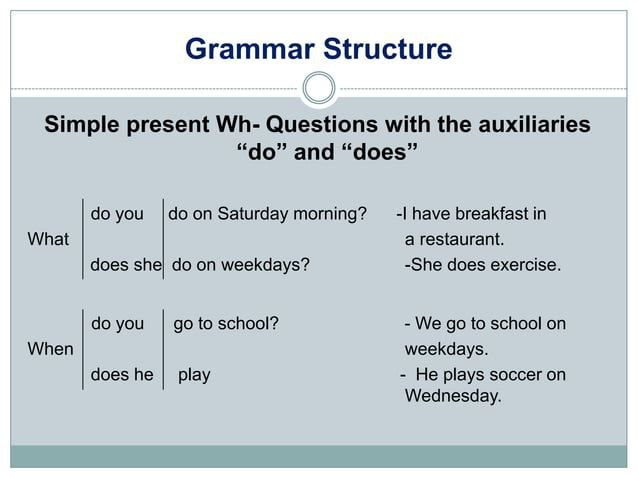 Grammar Structure
Simple present Wh- Questions with the auxiliaries
“do” and “does”
do you do on Saturday morning? -I have breakfast in
What a restaurant.
does she do on weekdays? -She does exercise.
do you go to school? - We go to school on
When weekdays.
does he play - He plays soccer on
Wednesday.